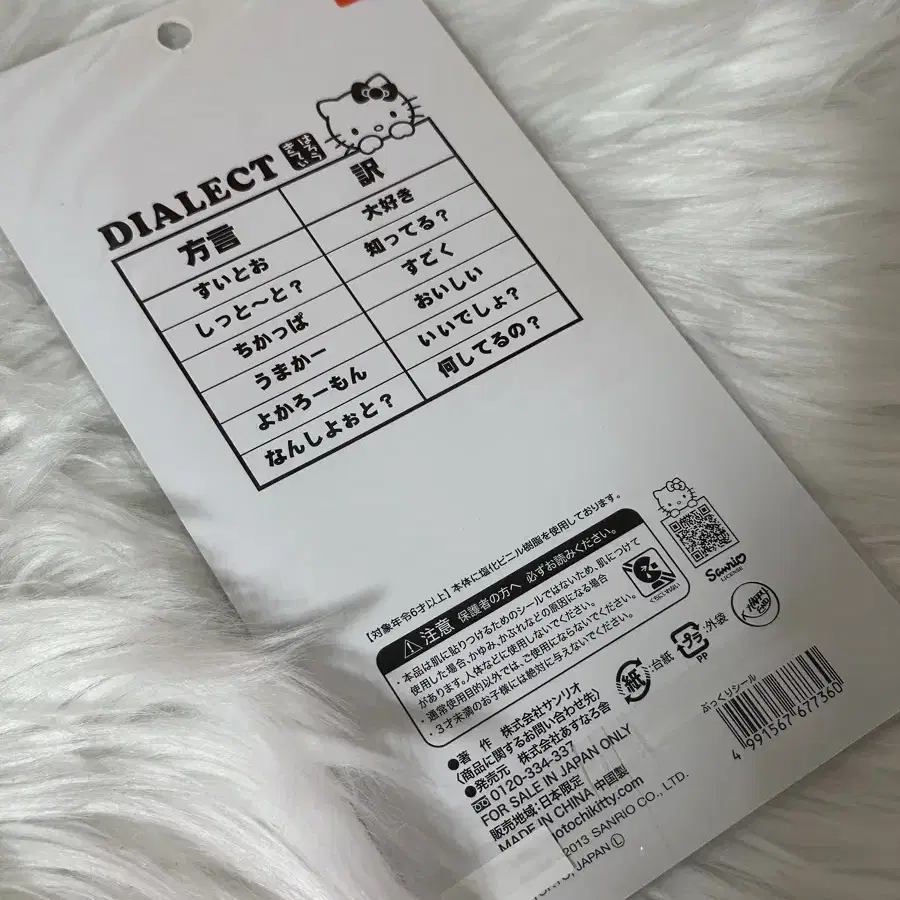 DIALECT はろうきてぃ
方言 訳
すいとお 大好き
しっと〜と? 知ってる?
ちかっぱ すごく
うまかー おいしい
よかろーもん いいでしょ?
なんしよぉと? 何してるの?
【対象年令6才以上】本体に塩化ビニル樹脂を使用しております。
⚠注意 保護者の方へ 必ずお読みください。
・本品は肌に貼りつけるためのシールではないため、肌につけて
使用した場合、かゆみ、かぶれなどの原因になる場合
があります。人体などに使用しないでください。
・通常使用目的以外では、ご使用にならないでください。
・3才未満のお子様には絶対に与えないでください。
Sanrio
LICENSE
紙:台紙
プラ:外袋
PP
●著 作 株式会社サンリオ
(商品に関するお問い合わせ先)
●発売元 株式会社あすなろ舎
0120-334-337
FOR SALE IN JAPAN ONLY
販売地域:日本限定
MADE IN CHINA 中国製
otochikitty.com
2013 SANRIO CO., LTD.
TOKYO, JAPAN Ⓛ
ぷっくりシール
4 991567 677360